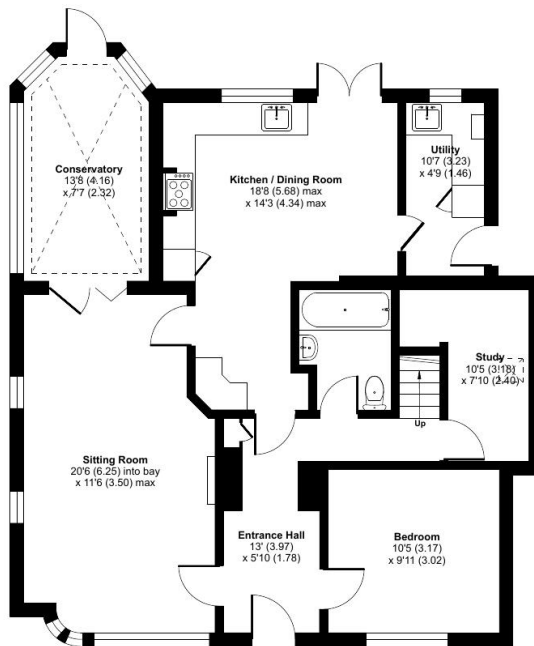 Conservatory
13'8 (4.16)
x 7'7 (2.32)
Kitchen / Dining Room
18'8 (5.68) max
x 14'3 (4.34) max
Utility
10'7 (3.23)
x 4'9 (1.46)
Study
10'5 (3.18)
x 7'10 (2.40)
Up
Sitting Room
20'6 (6.25) into bay
x 11'6 (3.50) max
Entrance Hall
13' (3.97)
x 5'10 (1.78)
Bedroom
10'5 (3.17)
x 9'11 (3.02)